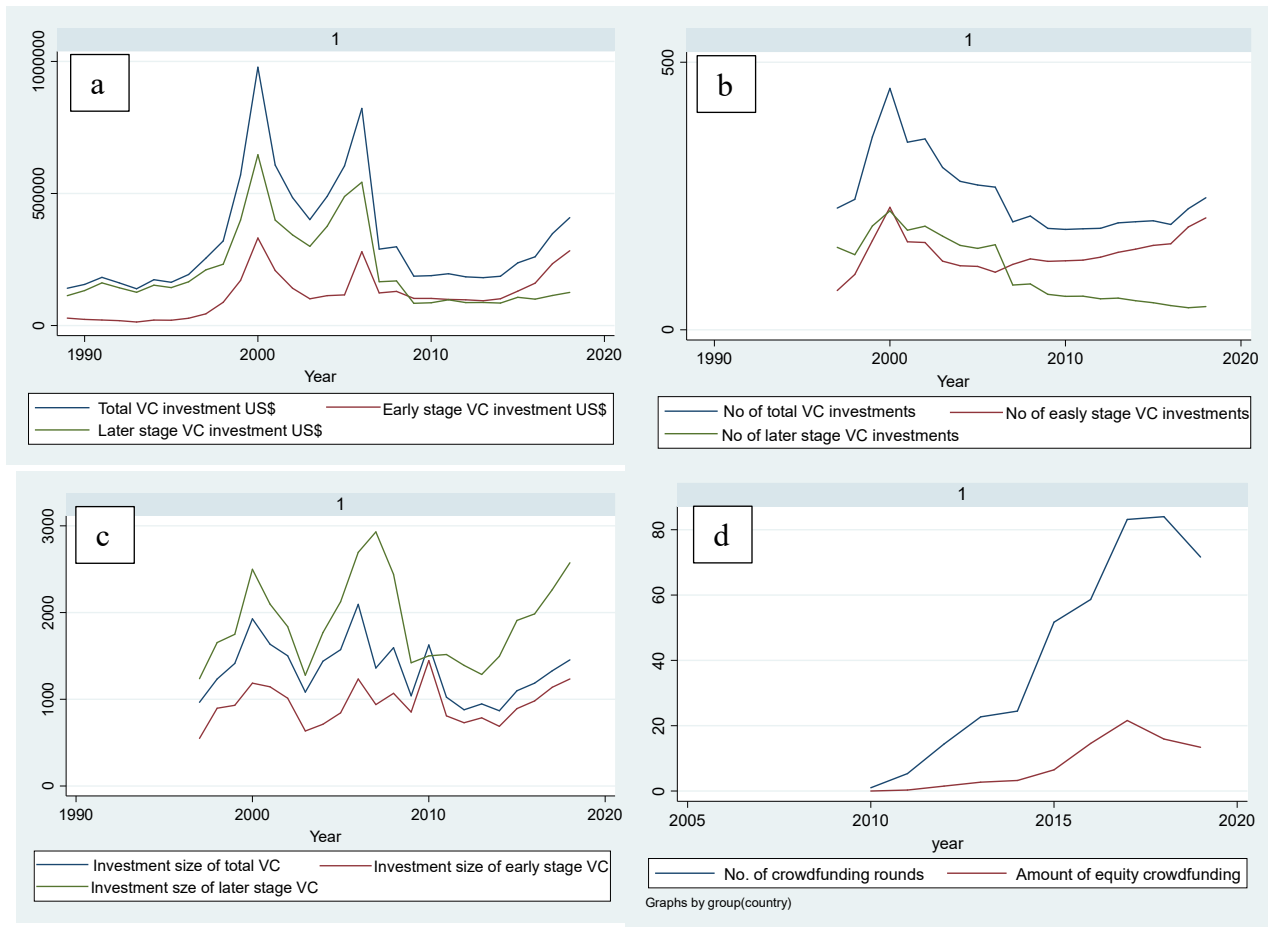 1
a
1000000
500000
0
1990 2000 2010 2020
Year
Total VC investment US$ Early stage VC investment US$
Later stage VC investment US$
1
b
500
0
1990 2000 2010 2020
Year
No of total VC investments No of easly stage VC investments
No of later stage VC investments
1
c
3000
2000
1000
0
1990 2000 2010 2020
Year
Investment size of total VC Investment size of early stage VC
Investment size of later stage VC
1
d
80
60
40
20
0
2005 2010 2015 2020
year
No. of crowdfunding rounds Amount of equity crowdfunding
Graphs by group(country)